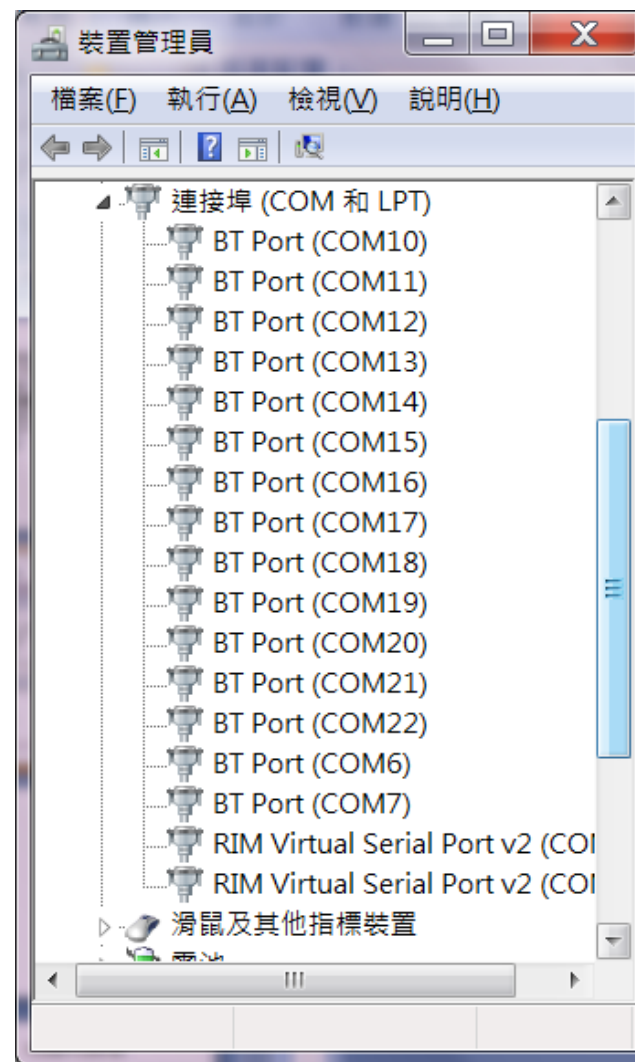 裝置管理員
檔案(F) 執行(A) 檢視(V) 說明(H)
連接埠 (COM 和 LPT)
BT Port (COM10)
BT Port (COM11)
BT Port (COM12)
BT Port (COM13)
BT Port (COM14)
BT Port (COM15)
BT Port (COM16)
BT Port (COM17)
BT Port (COM18)
BT Port (COM19)
BT Port (COM20)
BT Port (COM21)
BT Port (COM22)
BT Port (COM6)
BT Port (COM7)
RIM Virtual Serial Port v2 (CO
RIM Virtual Serial Port v2 (CO
滑鼠及其他指標裝置